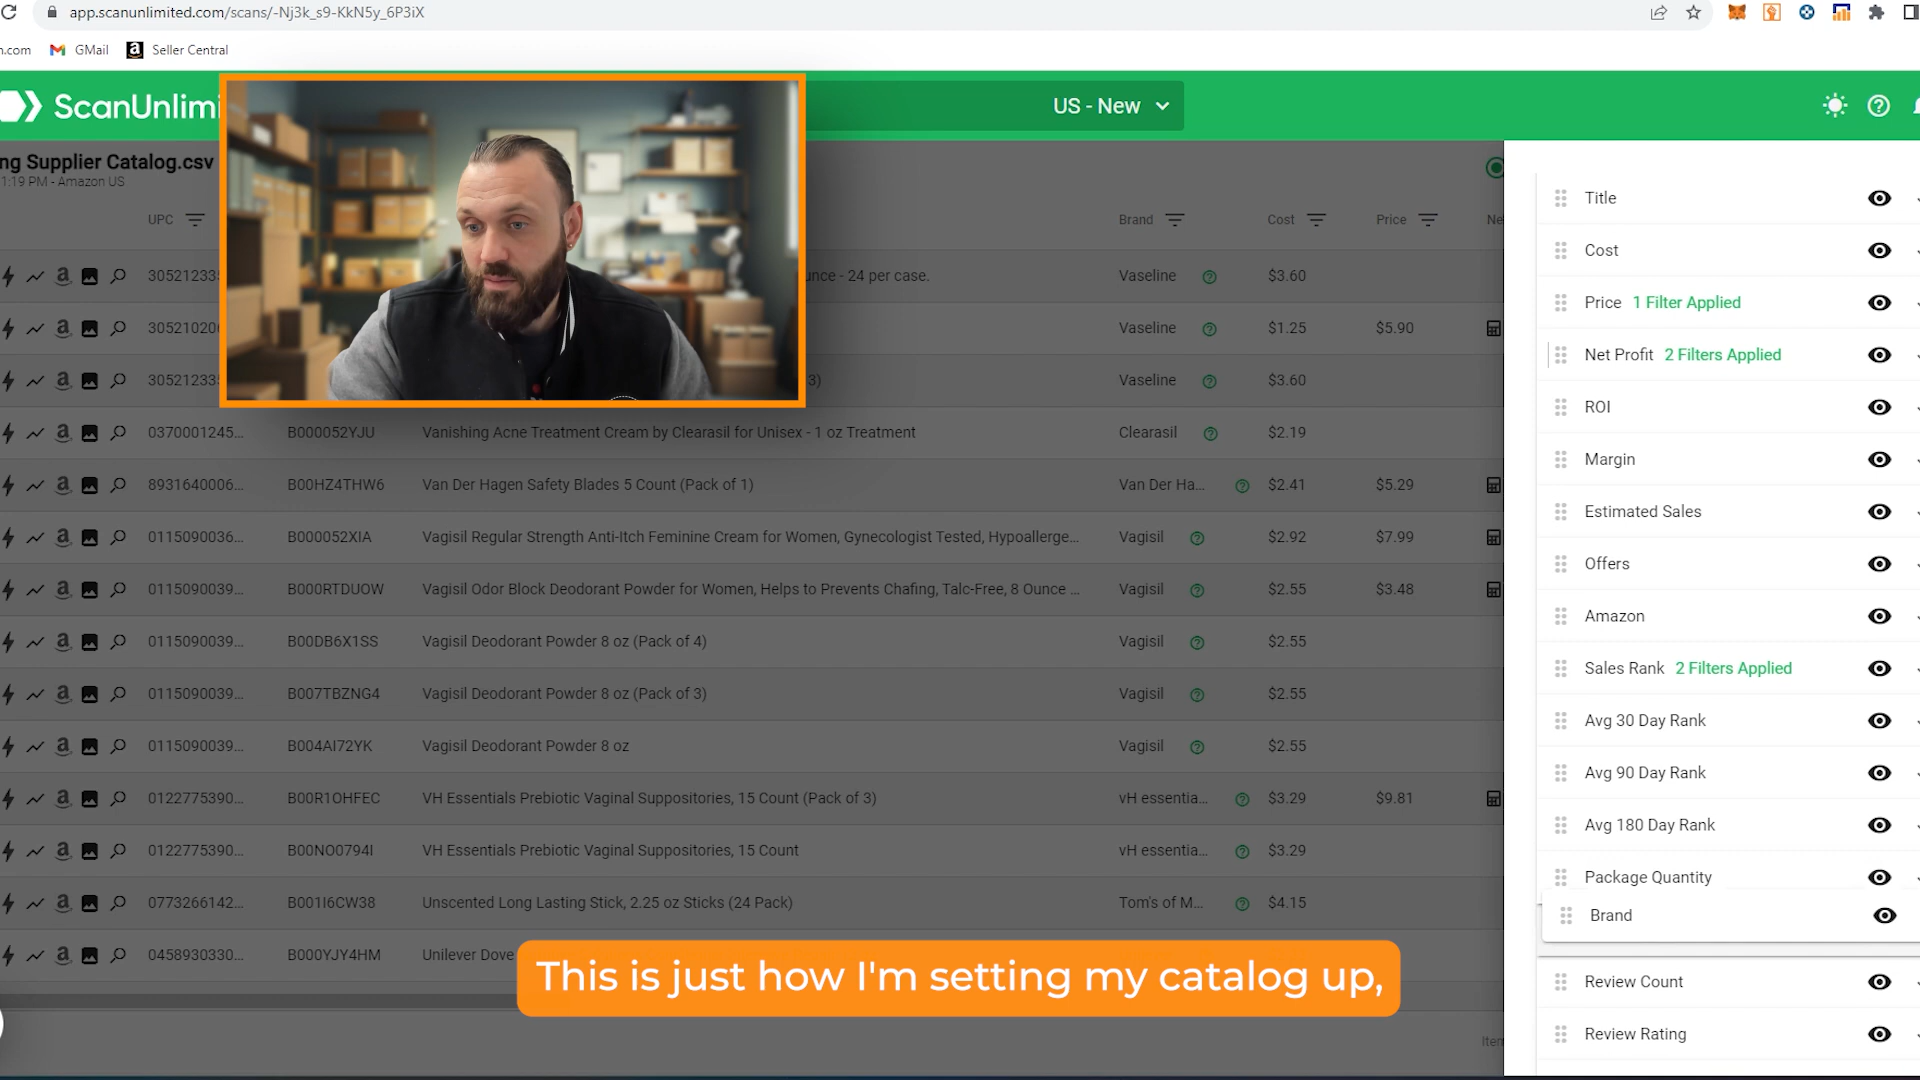 app.scanunlimited.com/scans/-Nj3k_s9-KkN5y_6P3iX
n.com GMail Seller Central
ScanUnlimi US - New
ng Supplier Catalog.csv
1:19 PM - Amazon US
UPC Brand Cost Price Ne
305212335 unce - 24 per case. Vaseline $3.60
305210206 Vaseline $1.25 $5.90
305212335 3) Vaseline $3.60
0370001245... B000052YJU Vanishing Acne Treatment Cream by Clearasil for Unisex - 1 oz Treatment Clearasil $2.19
8931640006... B00HZ4THW6 Van Der Hagen Safety Blades 5 Count (Pack of 1) Van Der Ha... $2.41 $5.29
0115090036... B000052XIA Vagisil Regular Strength Anti-Itch Feminine Cream for Women, Gynecologist Tested, Hypoallerge... Vagisil $2.92 $7.99
0115090039... B000RTDUOW Vagisil Odor Block Deodorant Powder for Women, Helps to Prevents Chafing, Talc-Free, 8 Ounce ... Vagisil $2.55 $3.48
0115090039... B00DB6X1SS Vagisil Deodorant Powder 8 oz (Pack of 4) Vagisil $2.55
0115090039... B007TBZNG4 Vagisil Deodorant Powder 8 oz (Pack of 3) Vagisil $2.55
0115090039... B004AI72YK Vagisil Deodorant Powder 8 oz Vagisil $2.55
0122775390... B00R1OHFEC VH Essentials Prebiotic Vaginal Suppositories, 15 Count (Pack of 3) vH essentia... $3.29 $9.81
0122775390... B00NO0794I VH Essentials Prebiotic Vaginal Suppositories, 15 Count vH essentia... $3.29
0773266142... B001I6CW38 Unscented Long Lasting Stick, 2.25 oz Sticks (24 Pack) Tom's of M... $4.15
0458930330... B000YJY4HM Unilever Dove
This is just how I'm setting my catalog up,
Item
Title
Cost
Price 1 Filter Applied
Net Profit 2 Filters Applied
ROI
Margin
Estimated Sales
Offers
Amazon
Sales Rank 2 Filters Applied
Avg 30 Day Rank
Avg 90 Day Rank
Avg 180 Day Rank
Package Quantity
Brand
Review Count
Review Rating